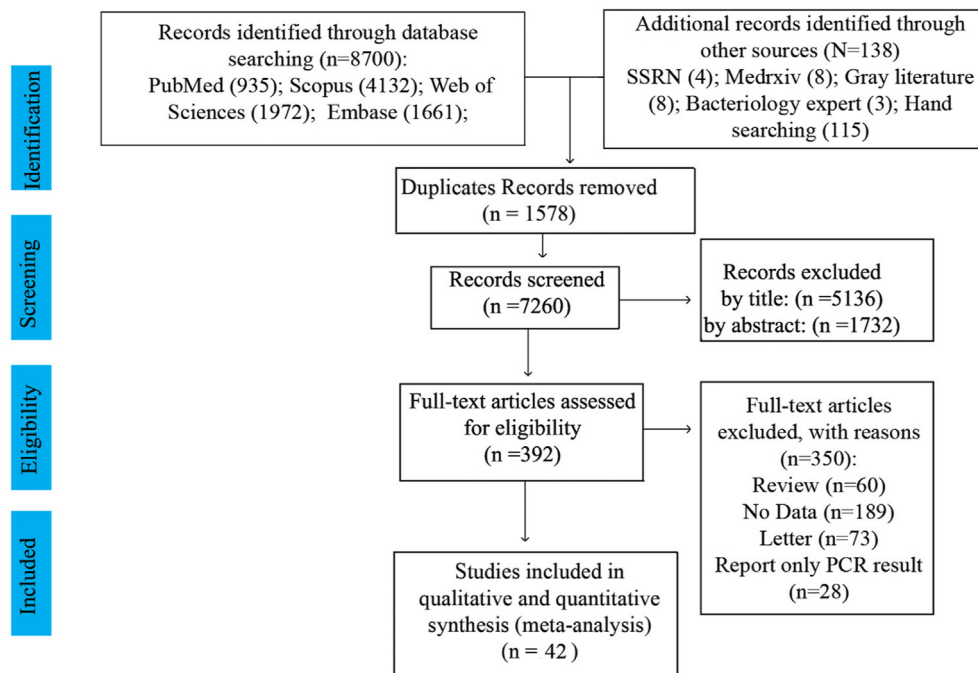 Records identified through database
searching (n=8700):
PubMed (935); Scopus (4132); Web of
Sciences (1972); Embase (1661);
Additional records identified through
other sources (N=138)
SSRN (4); Medrxiv (8); Gray literature
(8); Bacteriology expert (3); Hand
searching (115)
Identification
Duplicates Records removed
(n = 1578)
Screening
Records screened
(n =7260)
Records excluded
by title: (n =5136)
by abstract: (n =1732)
Eligibility
Full-text articles assessed
for eligibility
(n =392)
Full-text articles
excluded, with reasons
(n=350):
Review (n=60)
No Data (n=189)
Letter (n=73)
Report only PCR result
(n=28)
Included
Studies included in
qualitative and quantitative
synthesis (meta-analysis)
(n = 42 )